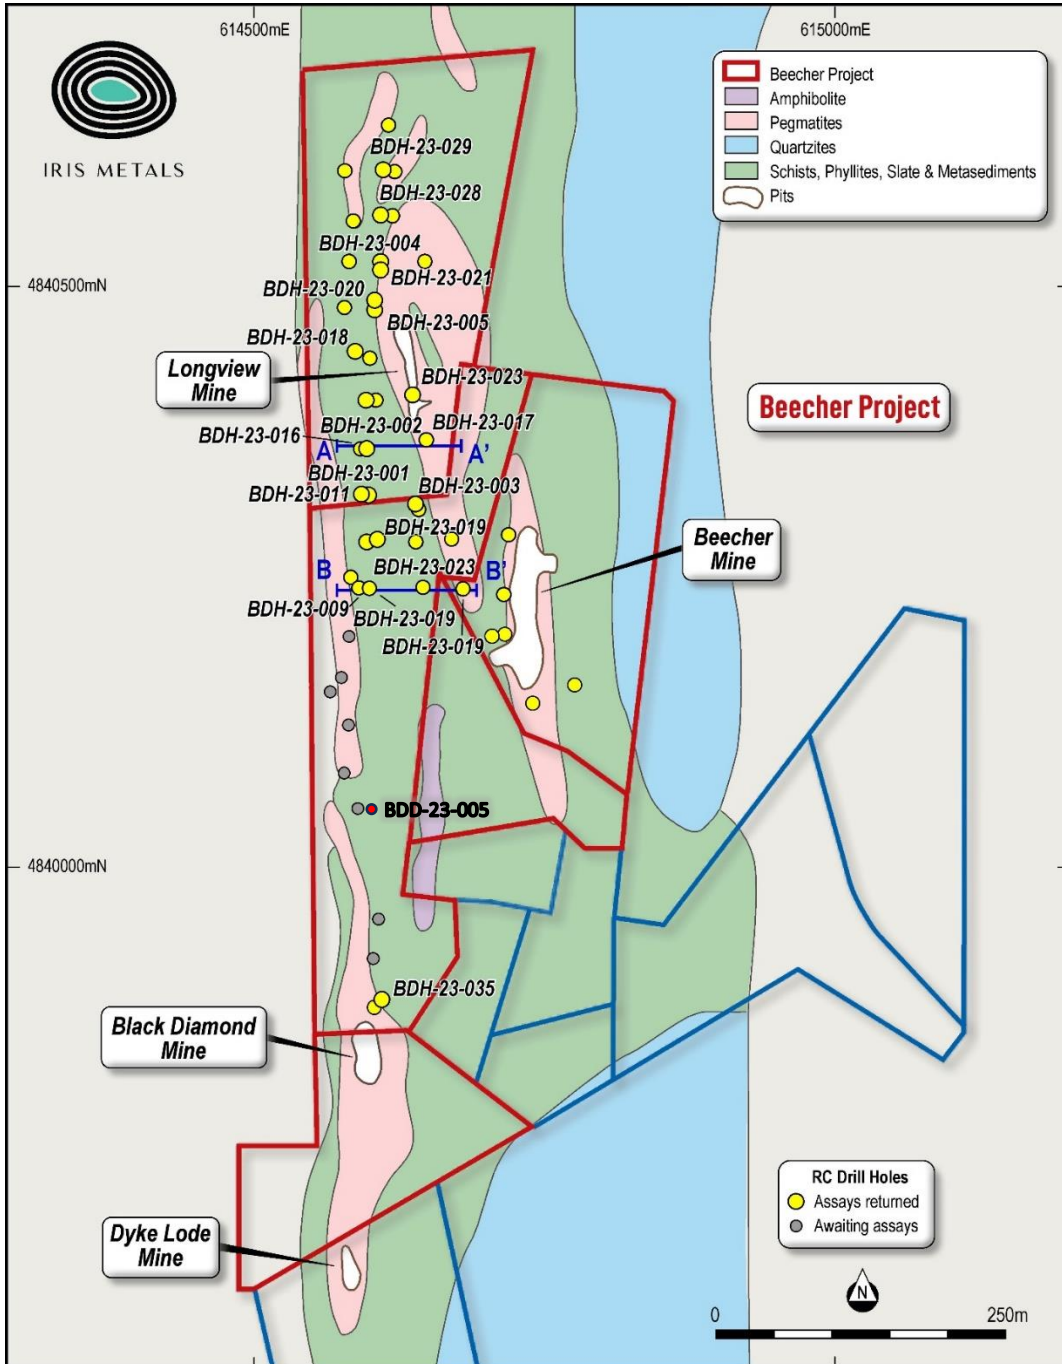 614500mE
615000mE
IRIS METALS
Beecher Project
Amphibolite
Pegmatites
Quartzites
Schists, Phyllites, Slate & Metasediments
Pits
BDH-23-029
BDH-23-028
BDH-23-004
BDH-23-021
4840500mN
BDH-23-020
BDH-23-005
BDH-23-018
Longview
Mine
BDH-23-023
Beecher Project
BDH-23-002
BDH-23-017
BDH-23-016
A
A'
BDH-23-001
BDH-23-003
BDH-23-011
BDH-23-019
Beecher
Mine
BDH-23-023
B
B'
BDH-23-009
BDH-23-019
BDH-23-019
BDD-23-005
4840000mN
BDH-23-035
Black Diamond
Mine
Dyke Lode
Mine
RC Drill Holes
Assays returned
Awaiting assays
N
0
250m